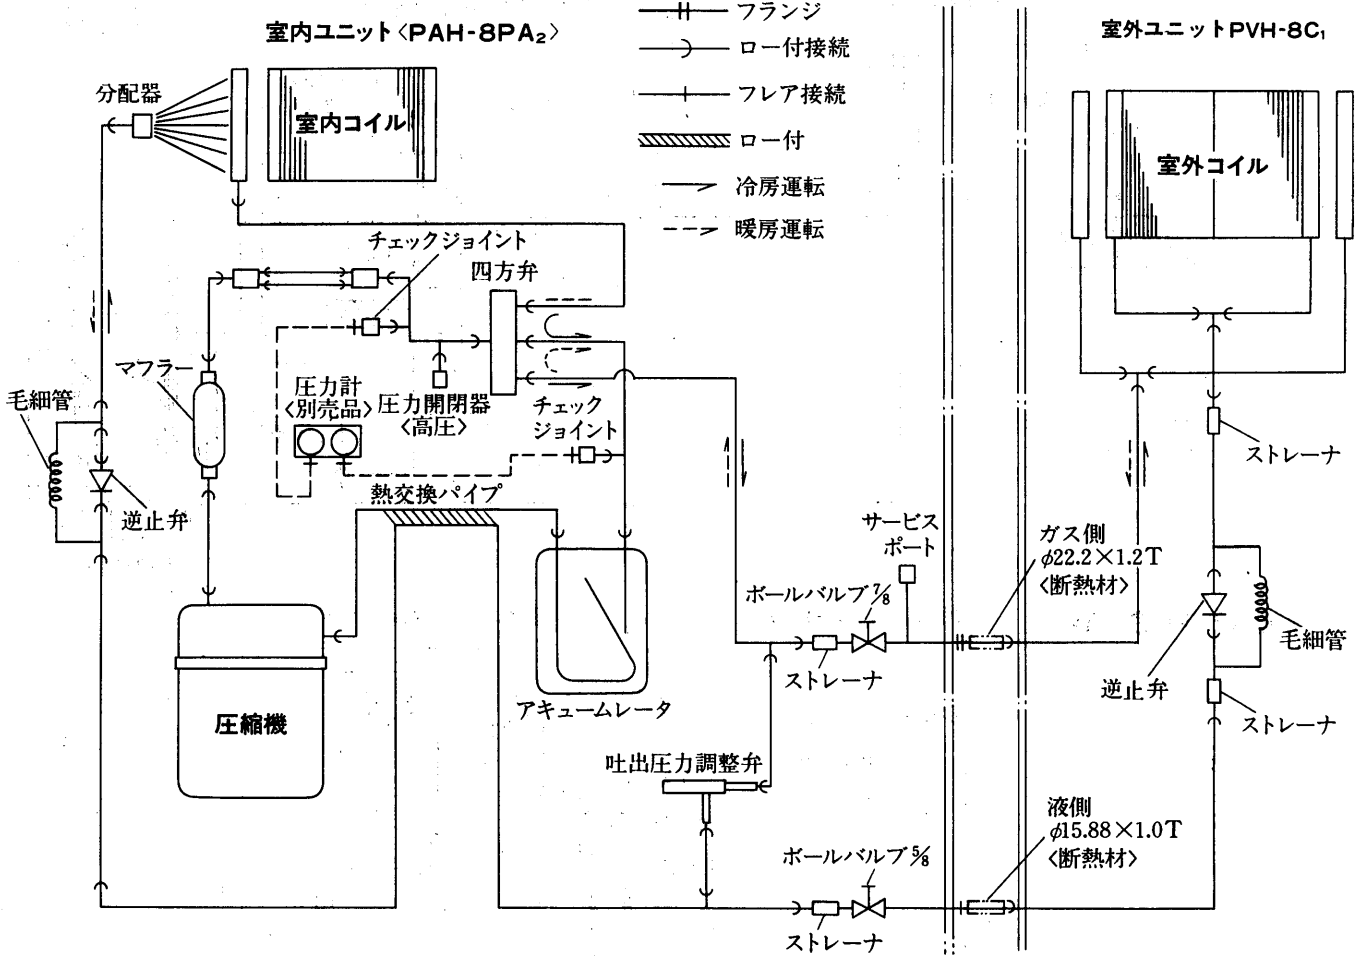 室内ユニット〈PAH-8PA₂〉
フランジ
ロー付接続
フレア接続
ロー付
冷房運転
暖房運転
室外ユニットPVH-8C₁
分配器
室内コイル
室外コイル
チェックジョイント
四方弁
マフラー
毛細管
圧力計
〈別売品〉
圧力開閉器
〈高圧〉
チェック
ジョイント
ストレーナ
逆止弁
熱交換パイプ
サービス
ポート
ガス側
φ22.2×1.2T
〈断熱材〉
ボールバルブ⅞
毛細管
ストレーナ
逆止弁
アキュームレータ
圧縮機
ストレーナ
吐出圧力調整弁
液側
φ15.88×1.0T
〈断熱材〉
ボールバルブ⅝
ストレーナ